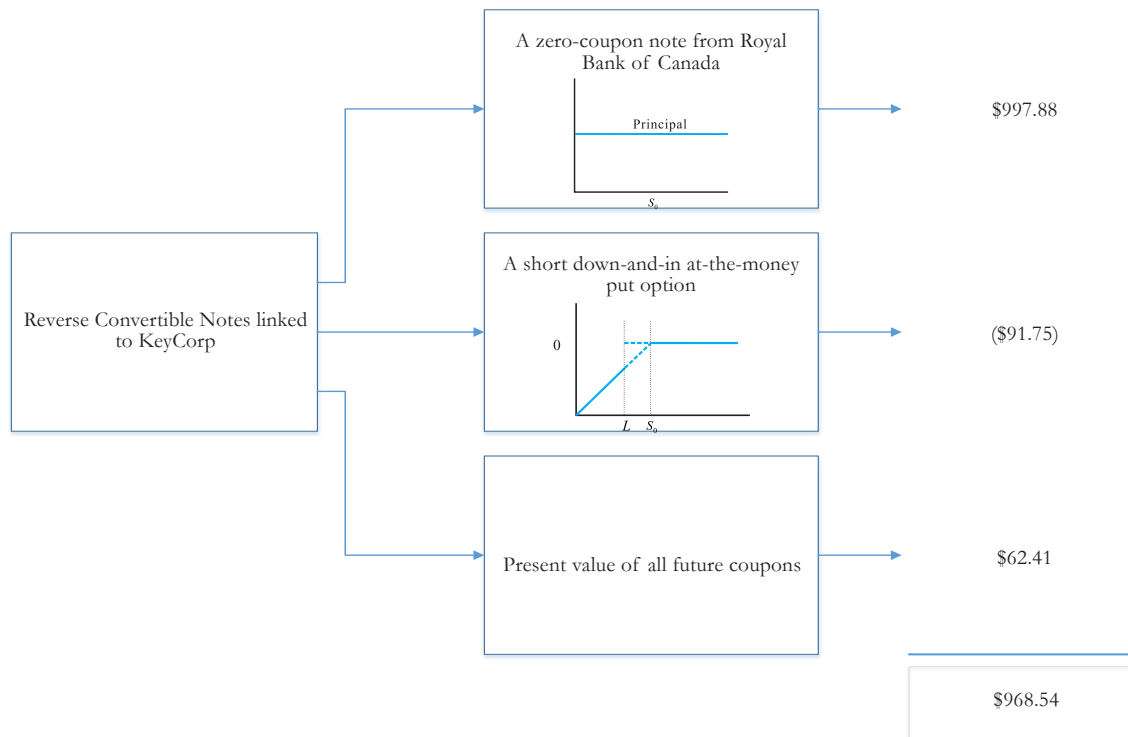 A zero-coupon note from Royal
Bank of Canada
Principal
S₀
$997.88
Reverse Convertible Notes linked
to KeyCorp
A short down-and-in at-the-money
put option
0
L S₀
($91.75)
Present value of all future coupons
$62.41
$968.54